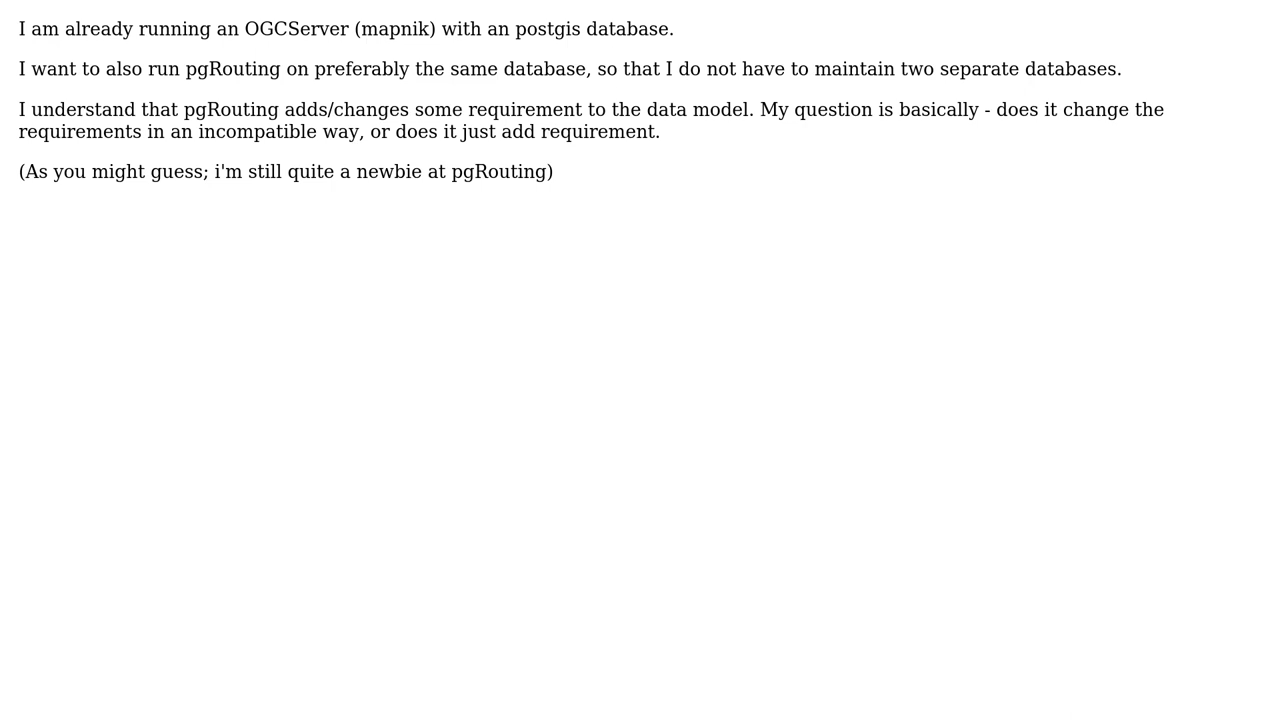 I am already running an OGCServer (mapnik) with an postgis database.
I want to also run pgRouting on preferably the same database, so that I do not have to maintain two separate databases.
I understand that pgRouting adds/changes some requirement to the data model. My question is basically - does it change the
requirements in an incompatible way, or does it just add requirement.
(As you might guess; i'm still quite a newbie at pgRouting)